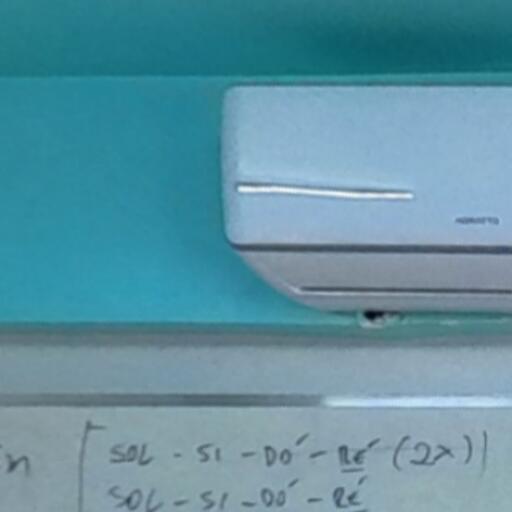 n [ SOL - SI - DO´ - RE´ (2X) |
SOL - SI - DO´ - RE´